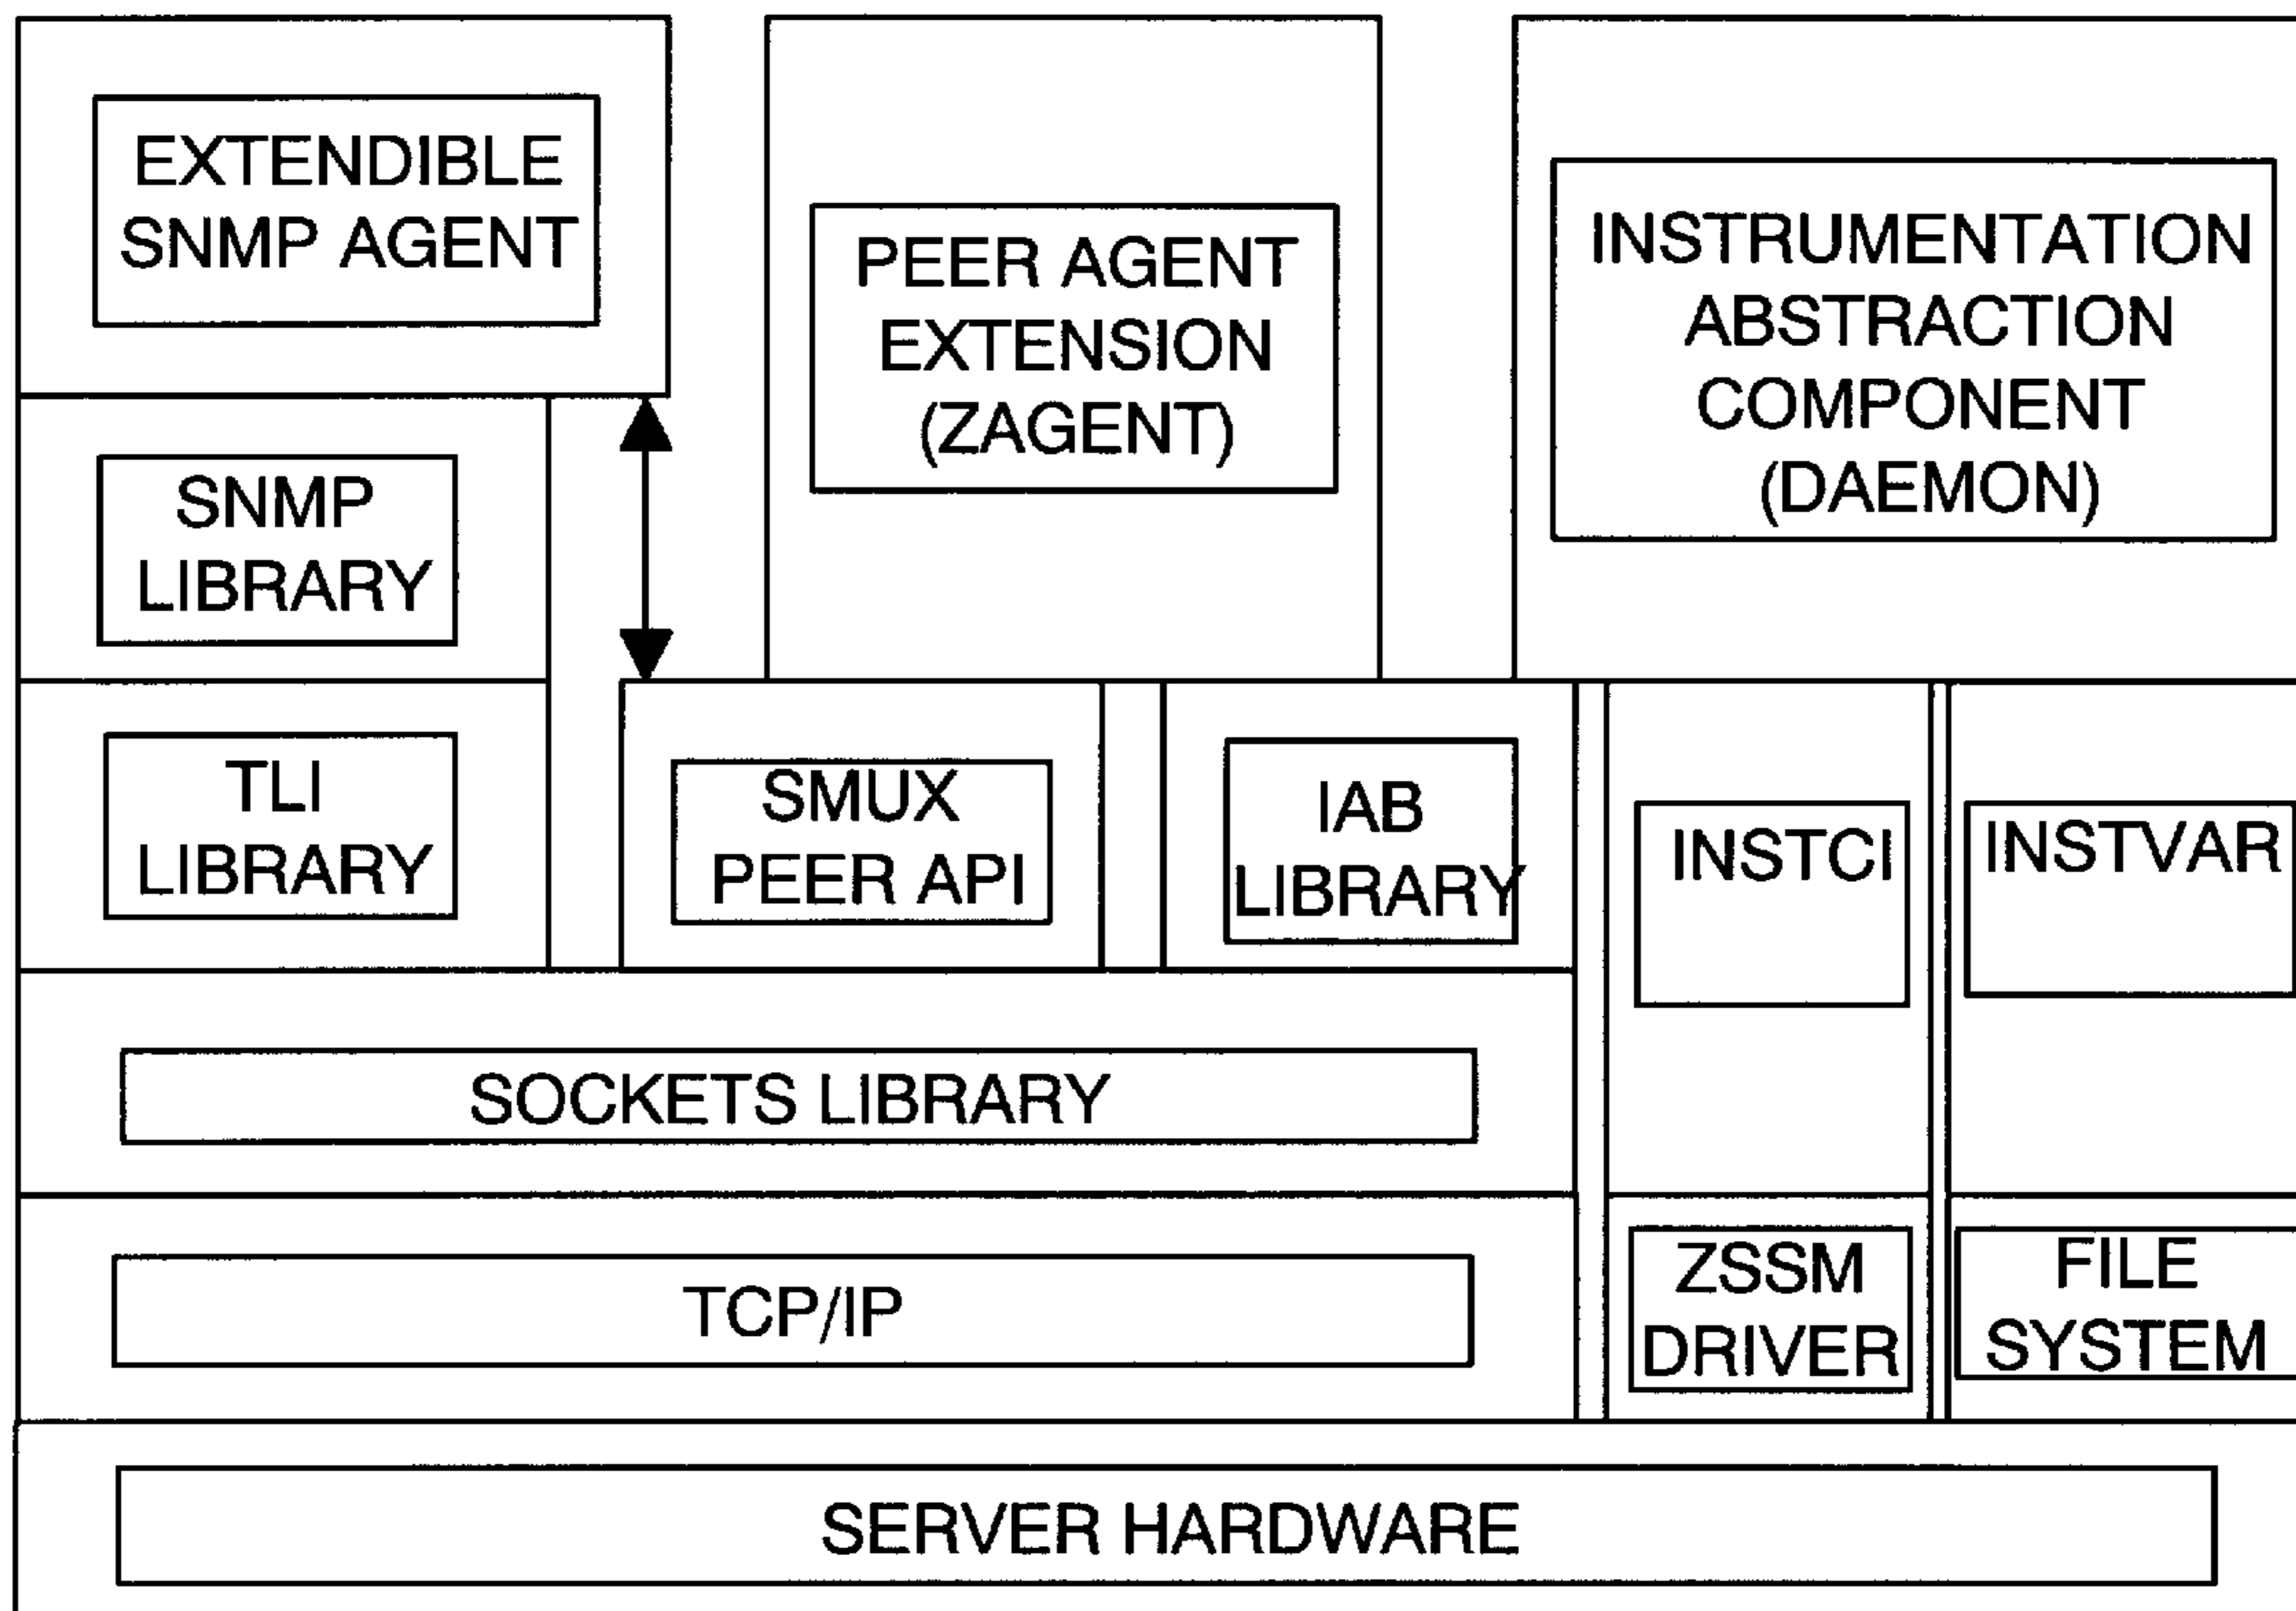 EXTENDIBLE
SNMP AGENT
PEER AGENT
EXTENSION
(ZAGENT)
INSTRUMENTATION
ABSTRACTION
COMPONENT
(DAEMON)
SNMP
LIBRARY
TLI
LIBRARY
SMUX
PEER API
IAB
LIBRARY
INSTCI
INSTVAR
SOCKETS LIBRARY
TCP/IP
ZSSM
DRIVER
FILE
SYSTEM
SERVER HARDWARE